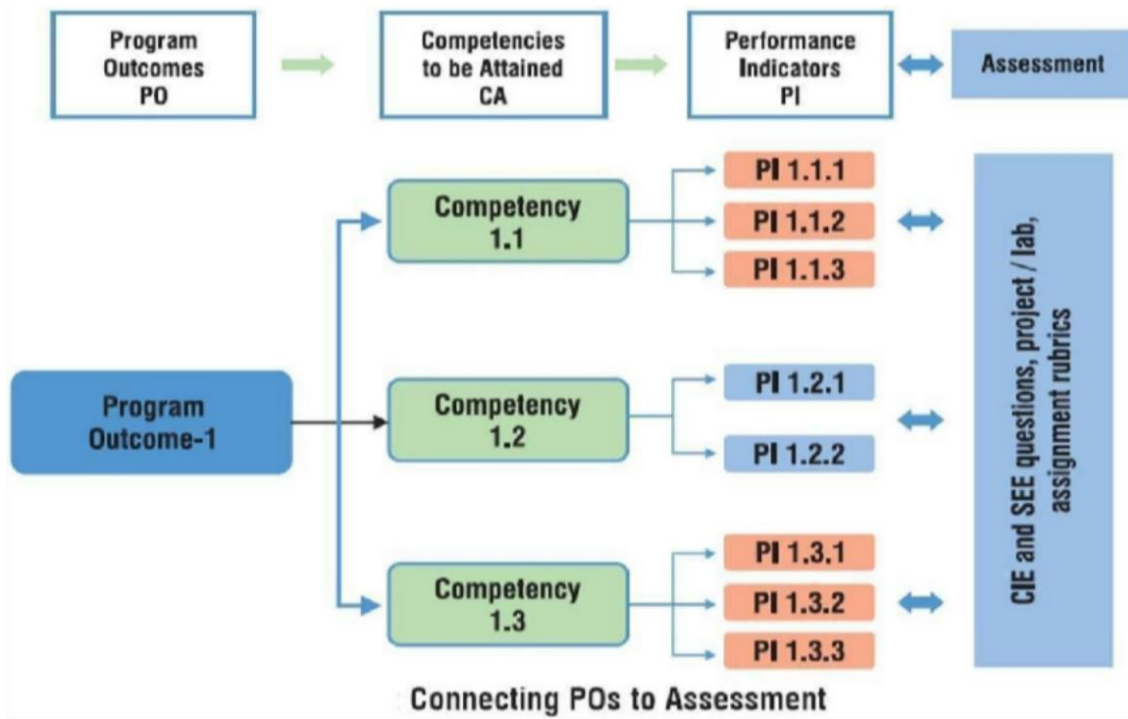 Program
Outcomes
PO
Competencies
to be Attained
CA
Performance
Indicators
PI
Assessment
Program
Outcome-1
Competency
1.1
PI 1.1.1
PI 1.1.2
PI 1.1.3
Competency
1.2
PI 1.2.1
PI 1.2.2
Competency
1.3
PI 1.3.1
PI 1.3.2
PI 1.3.3
CIE and SEE questions, project / lab,
assignment rubrics
Connecting POs to Assessment